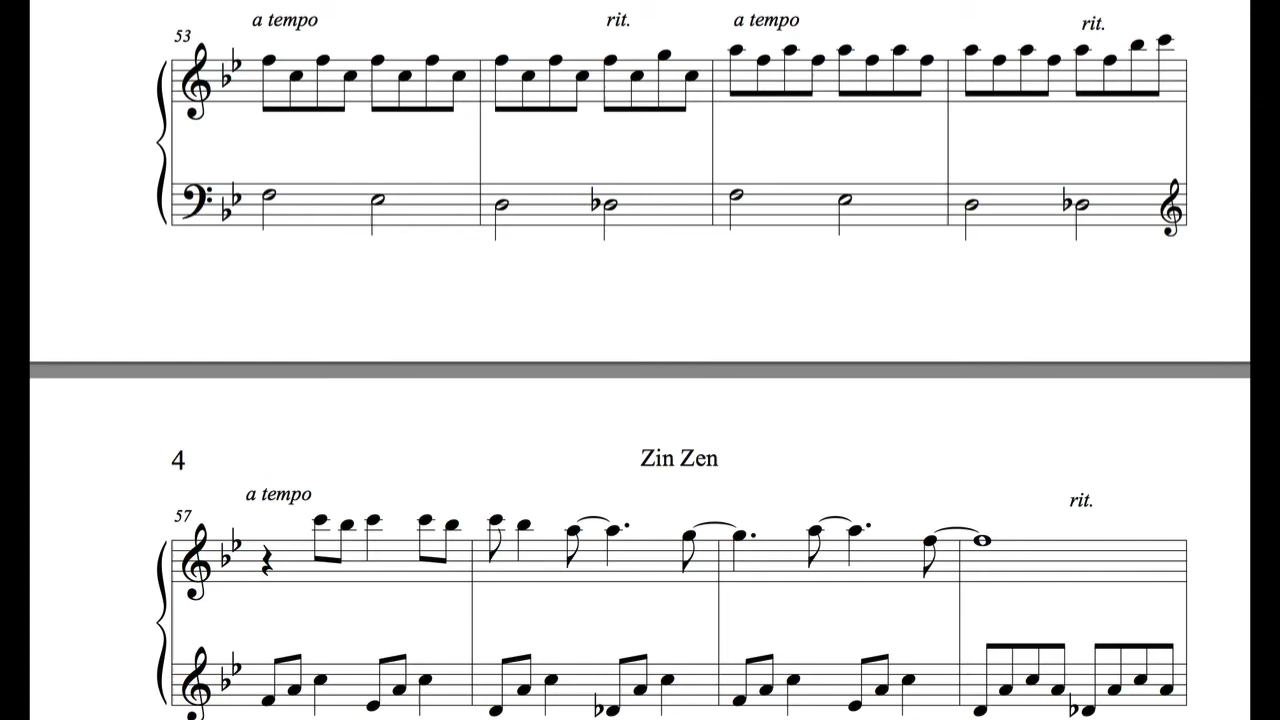 a tempo rit. a tempo rit.
53
4 Zin Zen
a tempo rit.
57